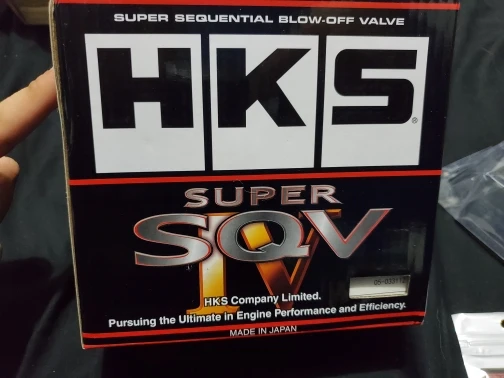 SUPER SEQUENTIAL BLOW-OFF VALVE
HKS®
SUPER
SQV
IV
HKS Company Limited.
Pursuing the Ultimate in Engine Performance and Efficiency.
MADE IN JAPAN